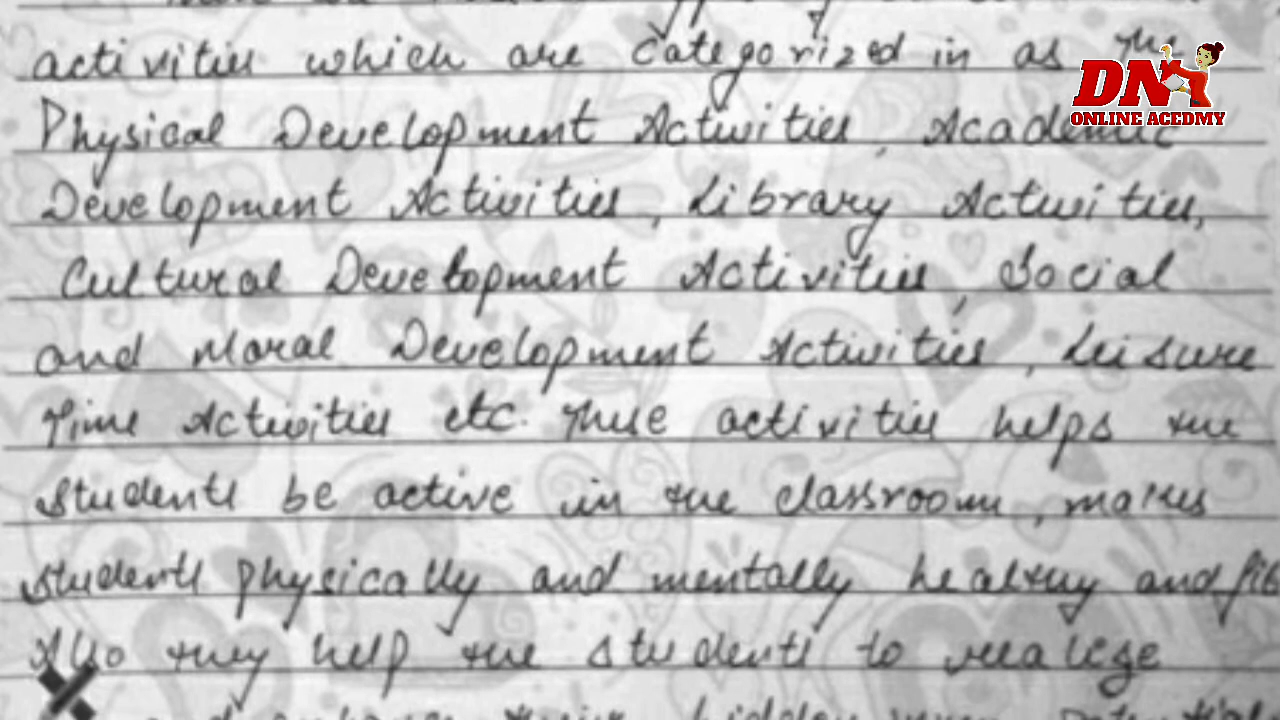 activities which are categorized in as the
Physical Development Activities, Academic
Development Activities, Library Activities,
Cultural Development Activities, Social
and Moral Development Activities, Leisure
Time Activities etc. These activities helps the
students be active in the classroom, makes
students physically and mentally healthy and fit
Also they help the students to realize
DN
ONLINE ACEDMY